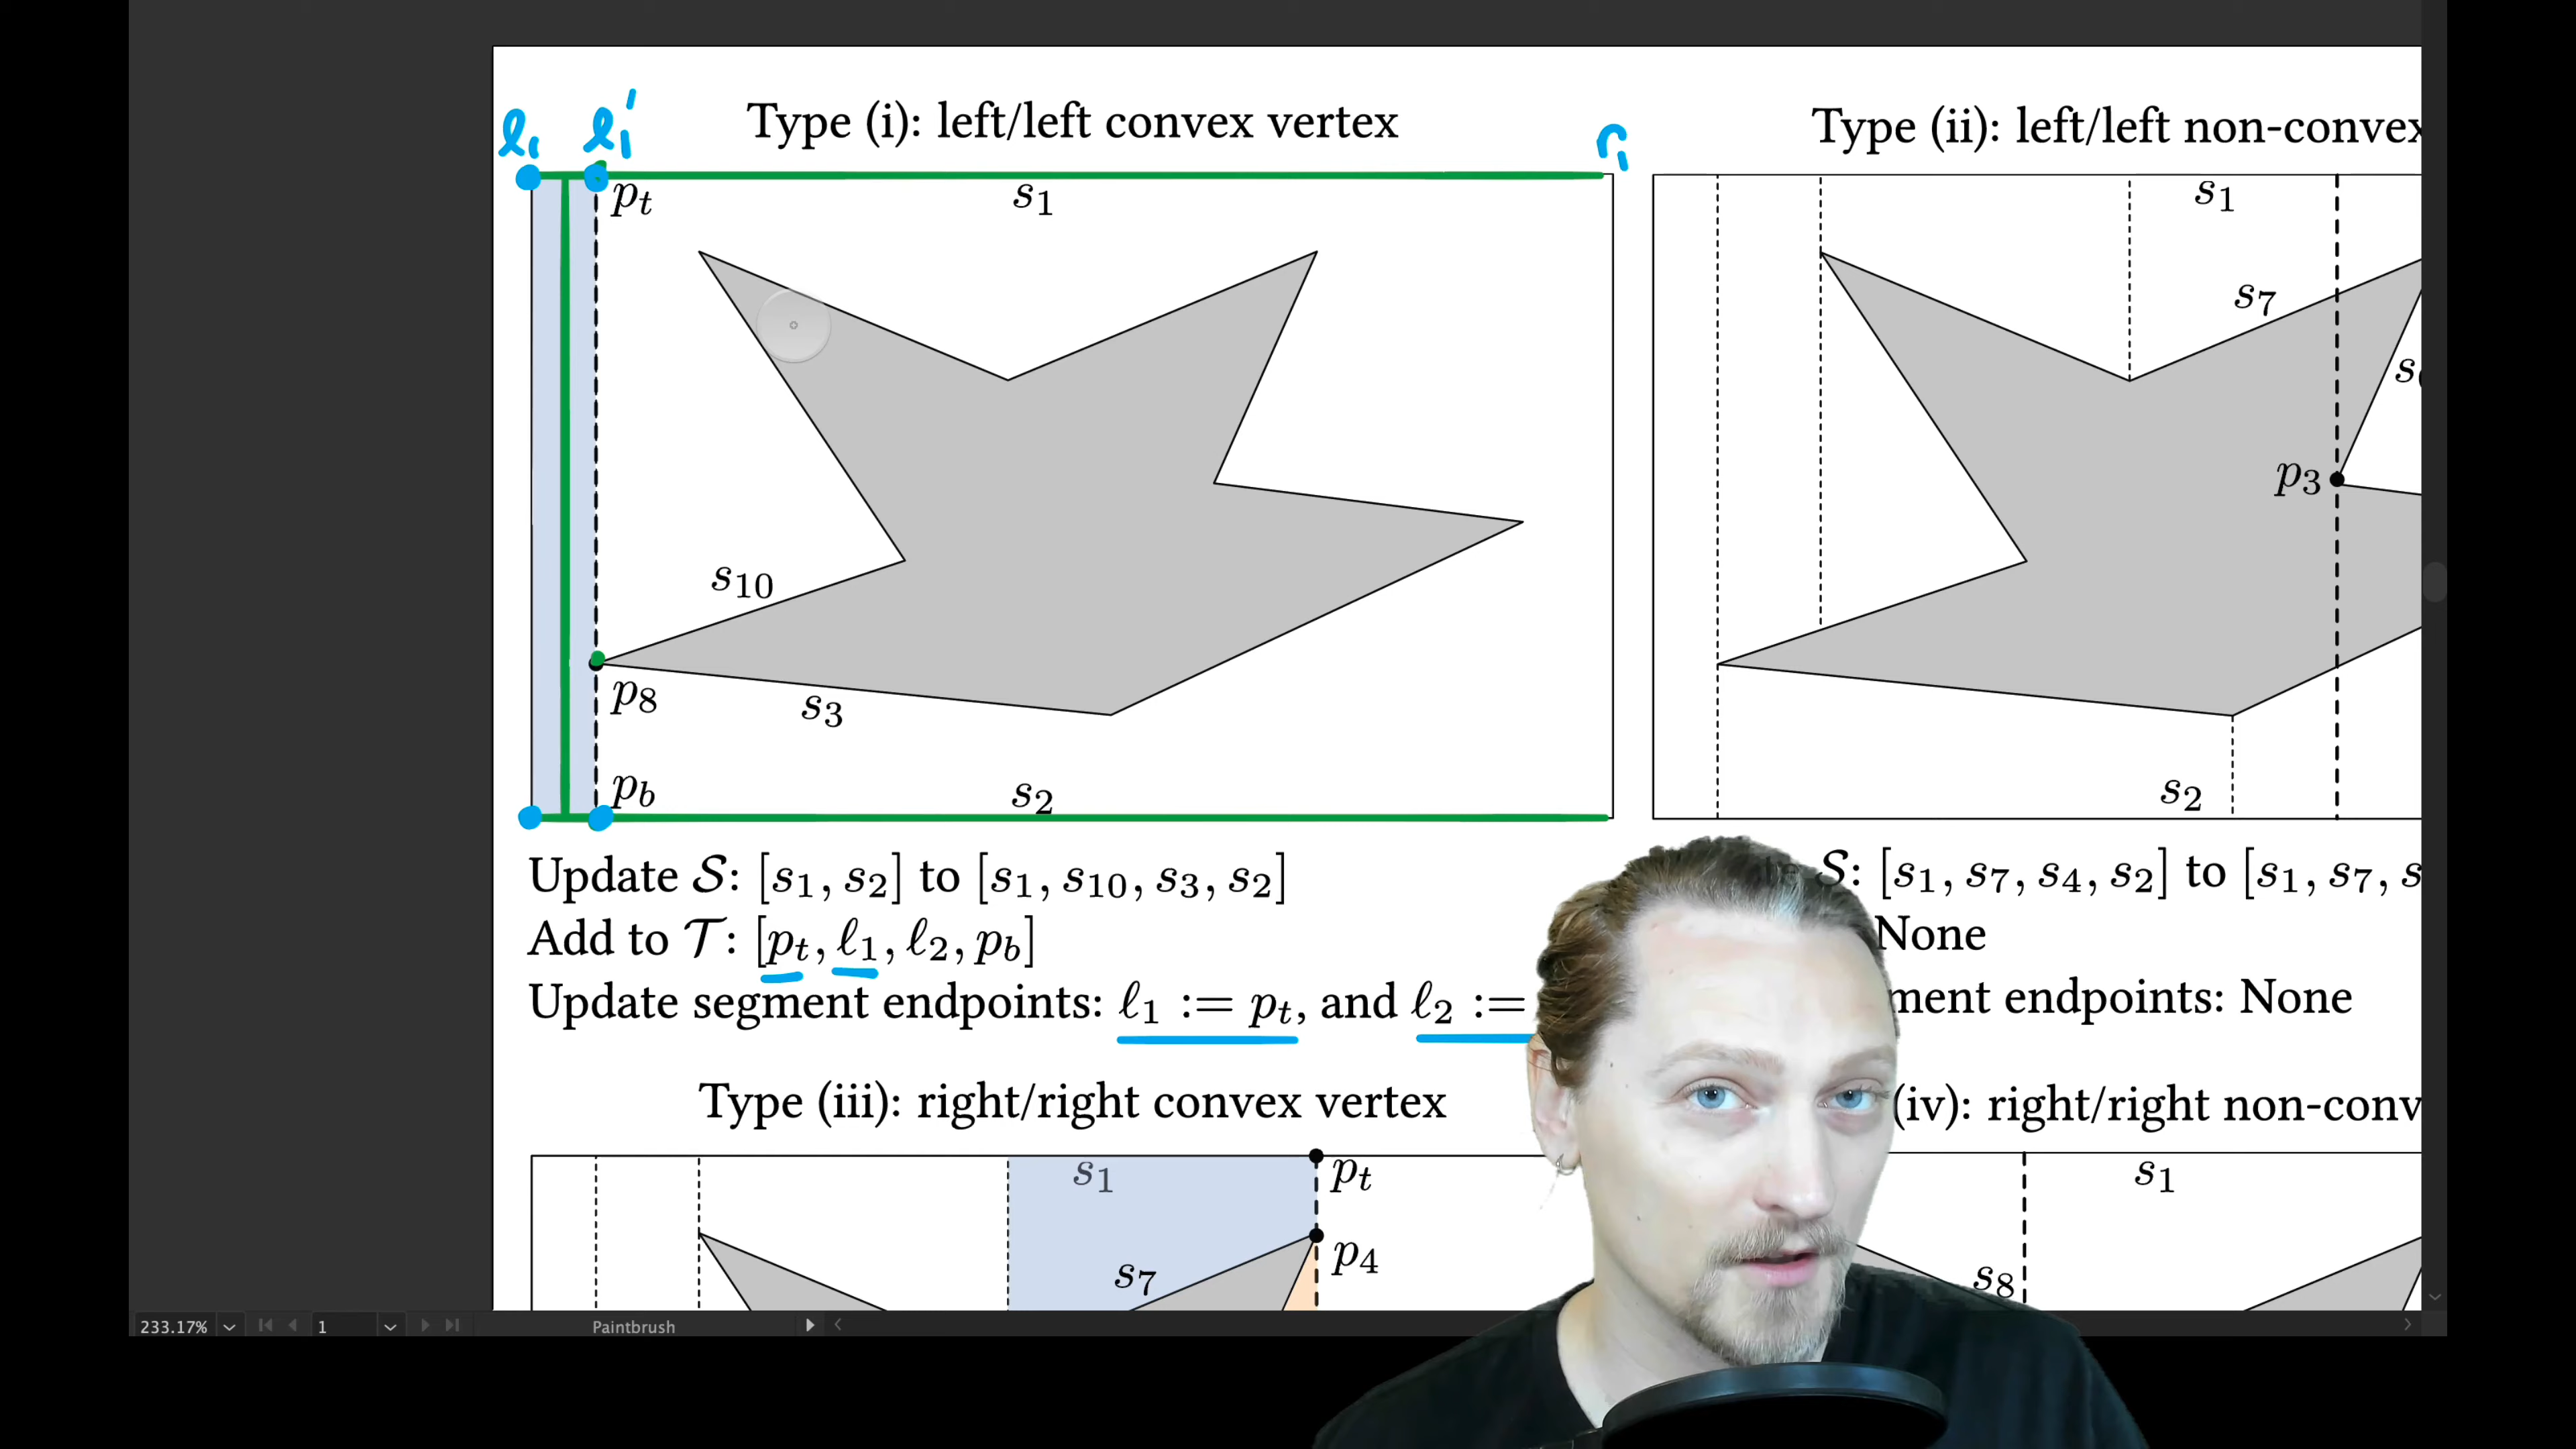 ℓ₁ ℓ₁′ Type (i): left/left convex vertex r₁
pₜ s₁
s₁₀
p₈ s₃
p_b s₂
Update 𝒮: [s₁, s₂] to [s₁, s₁₀, s₃, s₂]
Add to 𝒯: [pₜ, ℓ₁, ℓ₂, p_b]
Update segment endpoints: ℓ₁ := pₜ, and ℓ₂ :=
Type (ii): left/left non-convex
s₁
s₇
p₃
s₂
𝒮: [s₁, s₇, s₄, s₂] to [s₁, s₇, s
None
ment endpoints: None
Type (iii): right/right convex vertex
s₁ pₜ
s₇ p₄
(iv): right/right non-conv
s₁
s₈
233.17% 1 Paintbrush